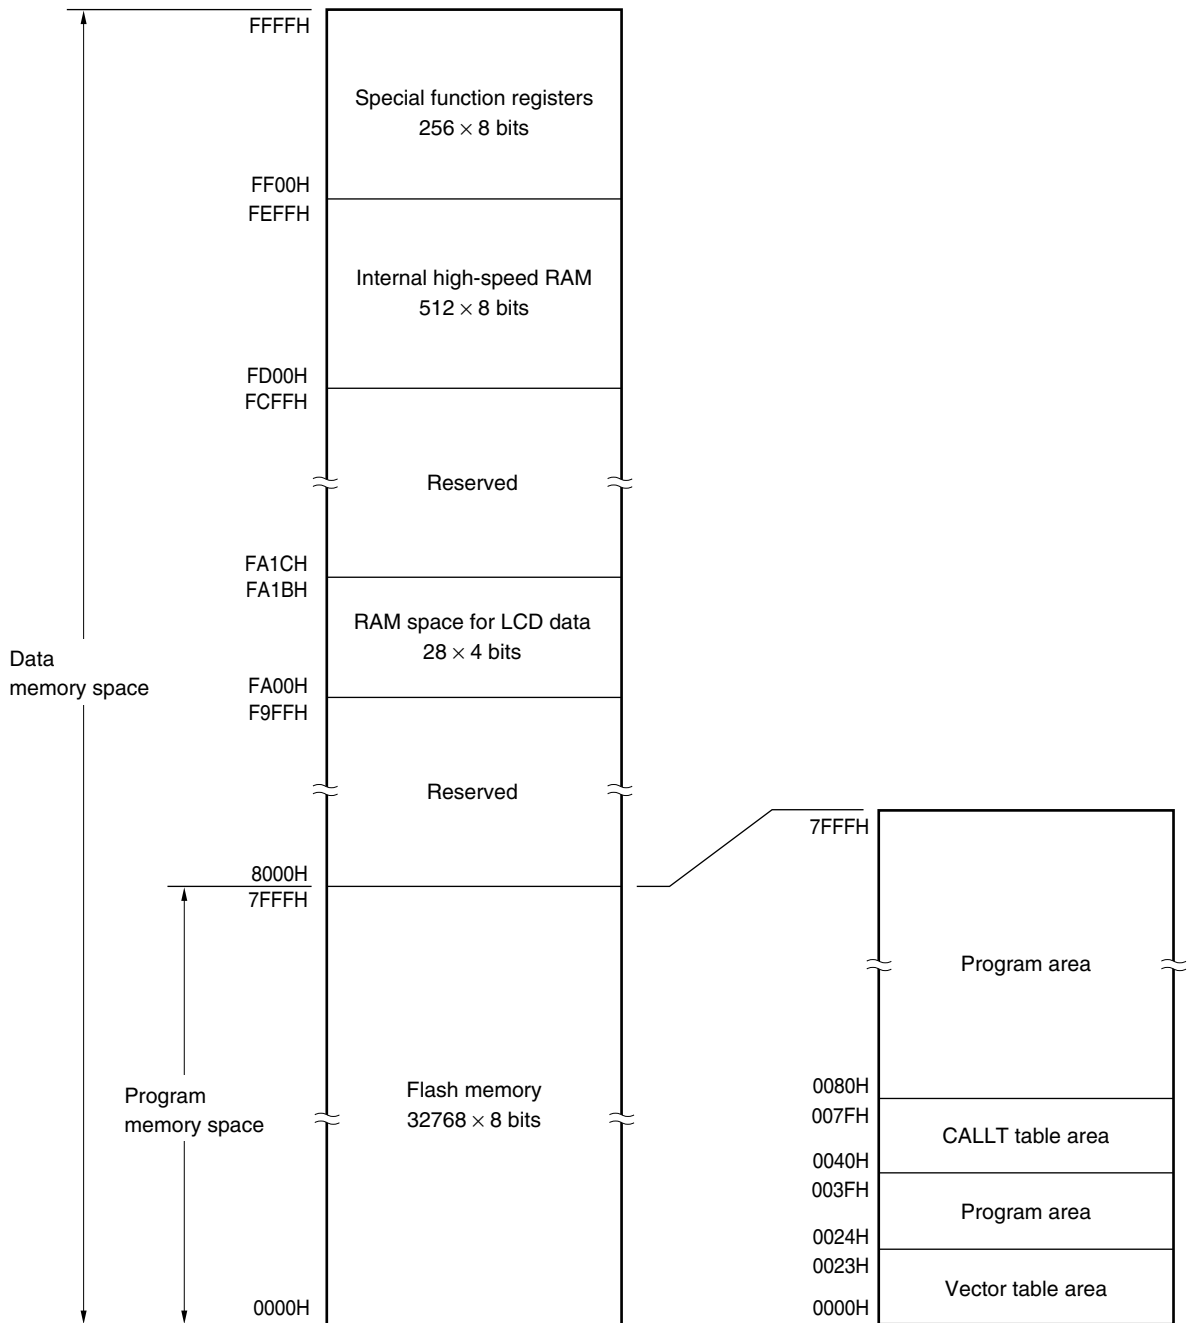 FFFFH
Special function registers
256 × 8 bits
FF00H
FEFFH
Internal high-speed RAM
512 × 8 bits
FD00H
FCFFH
Reserved
FA1CH
FA1BH
RAM space for LCD data
28 × 4 bits
Data
memory space
FA00H
F9FFH
Reserved
8000H
7FFFH
Program
memory space
Flash memory
32768 × 8 bits
0000H
7FFFH
Program area
0080H
007FH
CALLT table area
0040H
003FH
Program area
0024H
0023H
Vector table area
0000H